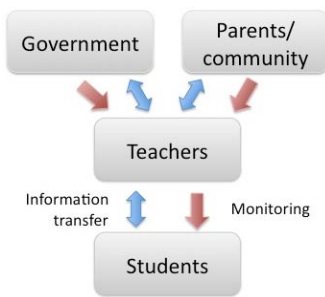 Government
Parents/
community
Teachers
Information
transfer
Monitoring
Students